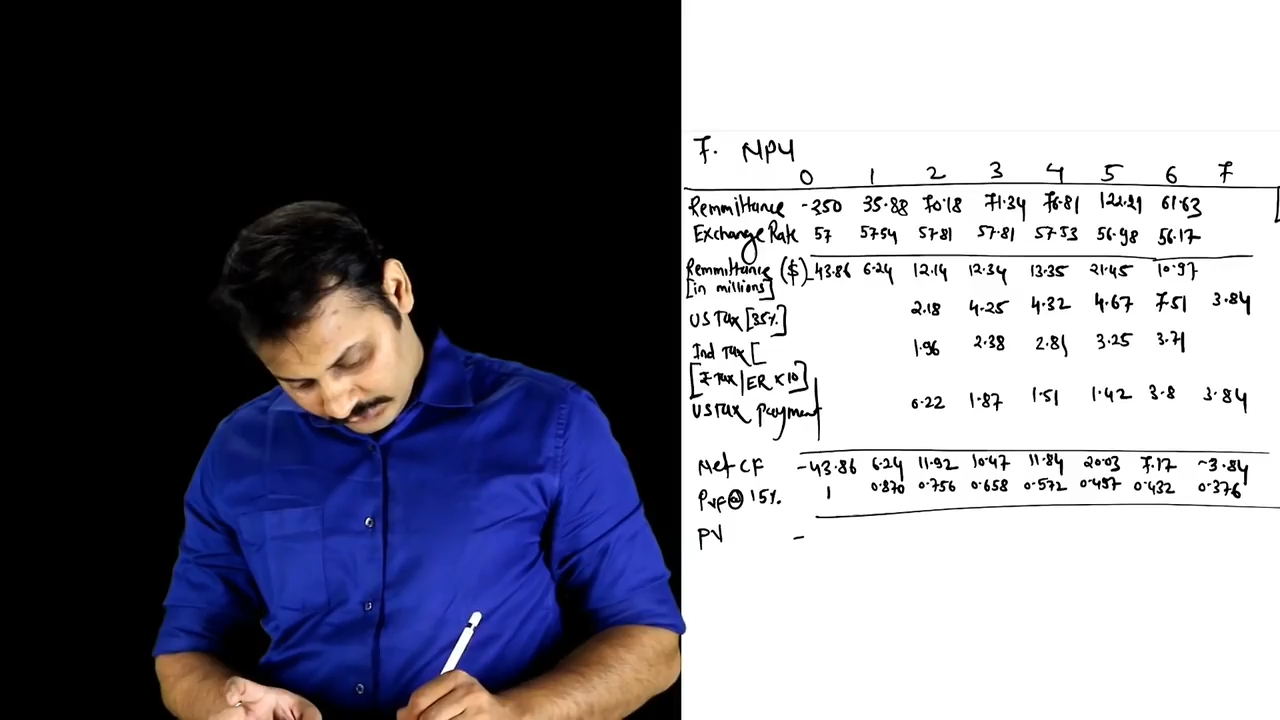 7. NPV
0 1 2 3 4 5 6 7
Remmittance -250 35.88 70.18 71.34 76.81 122.21 61.63
Exchange Rate 57 57.54 57.81 57.81 57.53 56.98 56.17
Remmittance ($) -43.86 6.24 12.14 12.34 13.35 21.45 10.97
[in millions]
US Tax [35%] 2.18 4.25 4.32 4.67 7.51 3.84
Ind Tax [ 1.96 2.38 2.81 3.25 3.71
[I-Tax/ER x 10]
US Tax payment 0.22 1.87 1.51 1.42 3.8 3.84
Net CF -43.86 6.24 11.92 10.47 11.84 20.03 7.17 -3.84
PVF@ 15% 1 0.870 0.756 0.658 0.572 0.497 0.432 0.376
PV -